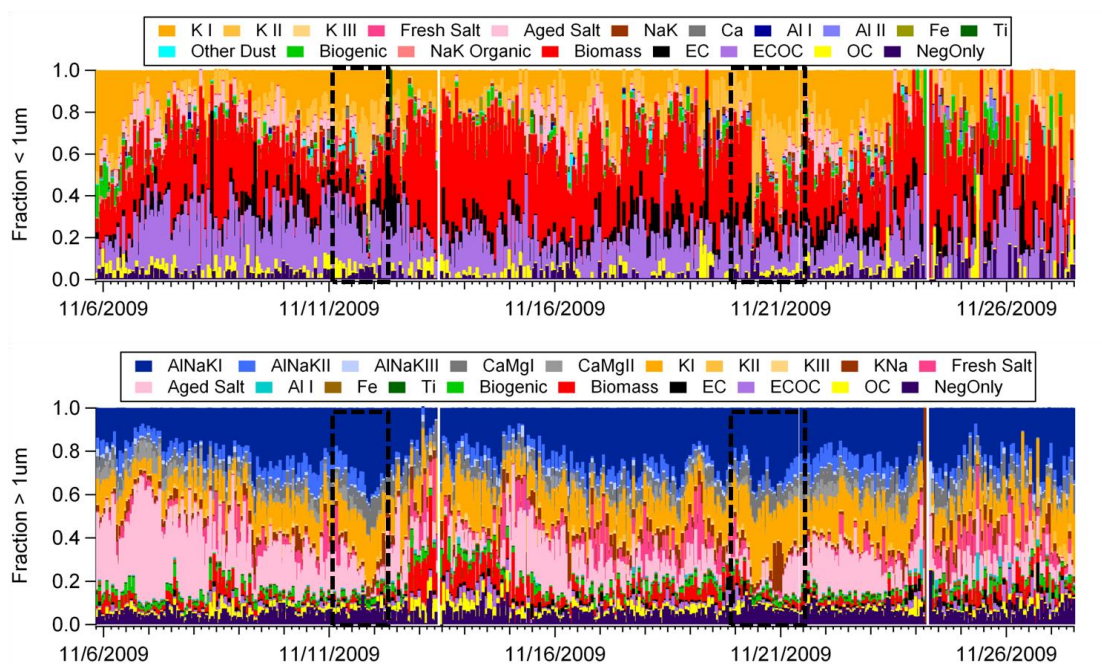 K I K II K III Fresh Salt Aged Salt NaK Ca Al I Al II Fe Ti
Other Dust Biogenic NaK Organic Biomass EC ECOC OC NegOnly
Fraction < 1um
1.0
0.8
0.6
0.4
0.2
0.0
11/6/2009 11/11/2009 11/16/2009 11/21/2009 11/26/2009
AlNaKI AlNaKII AlNaKIII CaMgI CaMgII KI KII KIII KNa Fresh Salt
Aged Salt Al I Fe Ti Biogenic Biomass EC ECOC OC NegOnly
Fraction > 1um
1.0
0.8
0.6
0.4
0.2
0.0
11/6/2009 11/11/2009 11/16/2009 11/21/2009 11/26/2009